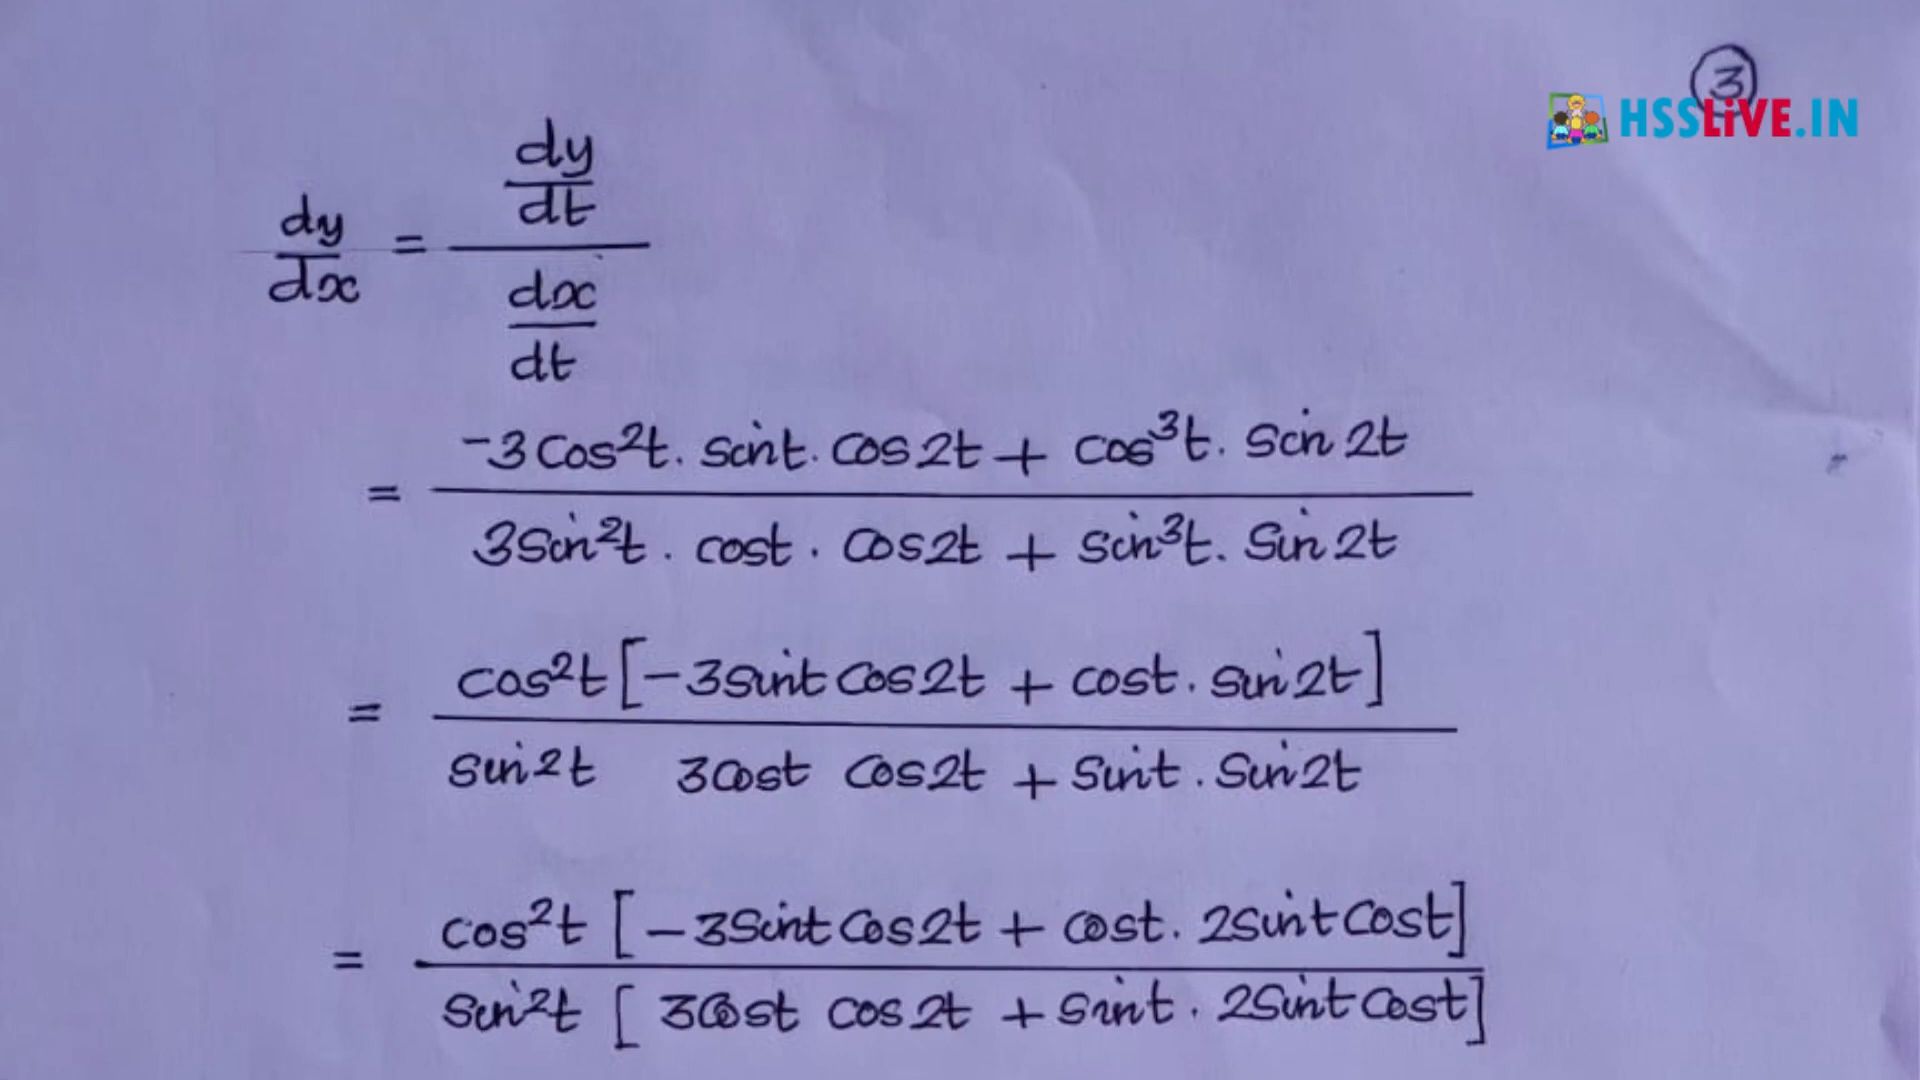 3
HSSLiVE.IN
dy/dx = (dy/dt)/(dx/dt)
= (-3cos²t. sint. cos2t + cos³t. sin2t)/(3sin²t. cost. cos2t + sin³t. sin2t)
= cos²t[-3sint cos2t + cost. sin2t]/sin2t 3cost cos2t + sint. sin2t
= cos²t [-3sint cos2t + cost. 2sint cost]/sin²t [3cost cos2t + sint. 2sint cost]